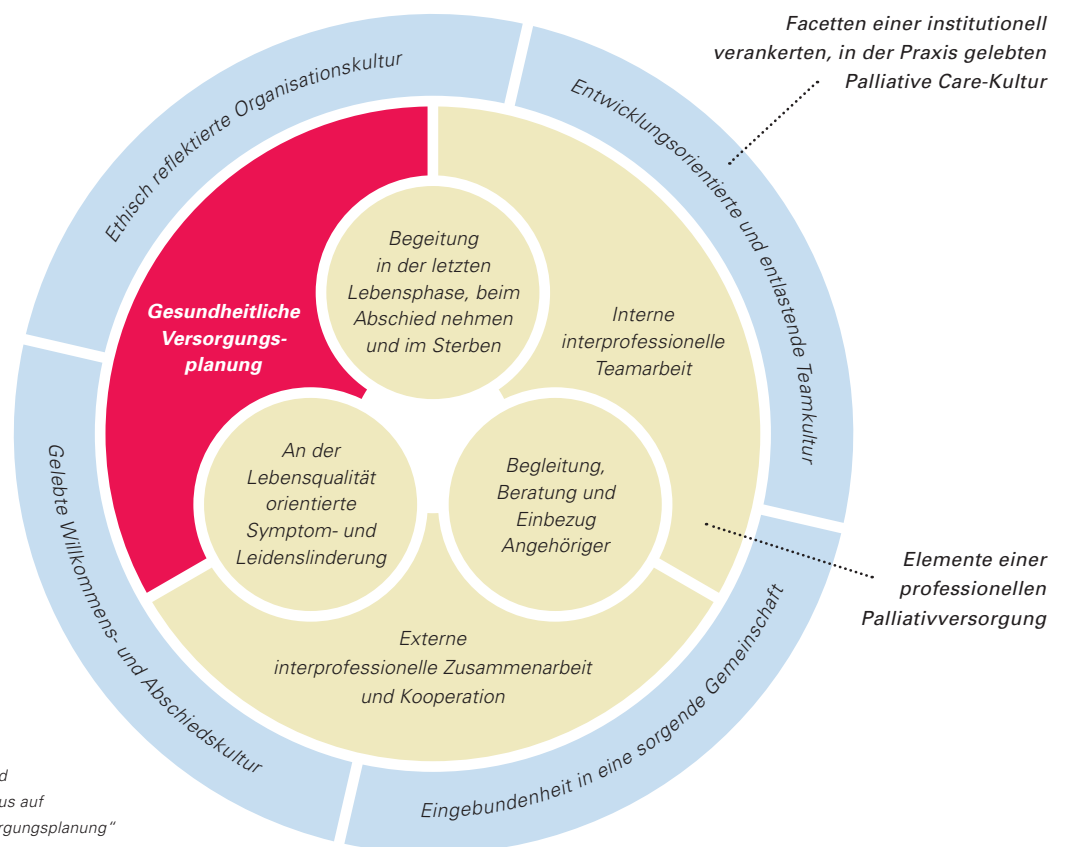 Facetten einer institutionell
verankerten, in der Praxis gelebten
Palliative Care-Kultur
Ethisch reflektierte Organisationskultur
Entwicklungsorientierte und entlastende Teamkultur
Begeitung
in der letzten
Lebensphase, beim
Abschied nehmen
und im Sterben
Gesundheitliche
Versorgungs-
planung
Interne
interprofessionelle
Teamarbeit
An der
Lebensqualität
orientierte
Symptom- und
Leidenslinderung
Begleitung,
Beratung und
Einbezug
Angehöriger
Elemente einer
professionellen
Palliativversorgung
Externe
interprofessionelle Zusammenarbeit
und Kooperation
Gelebte Willkommens- und Abschiedskultur
Eingebundenheit in eine sorgende Gemeinschaft
d
us auf
rgungsplanung“